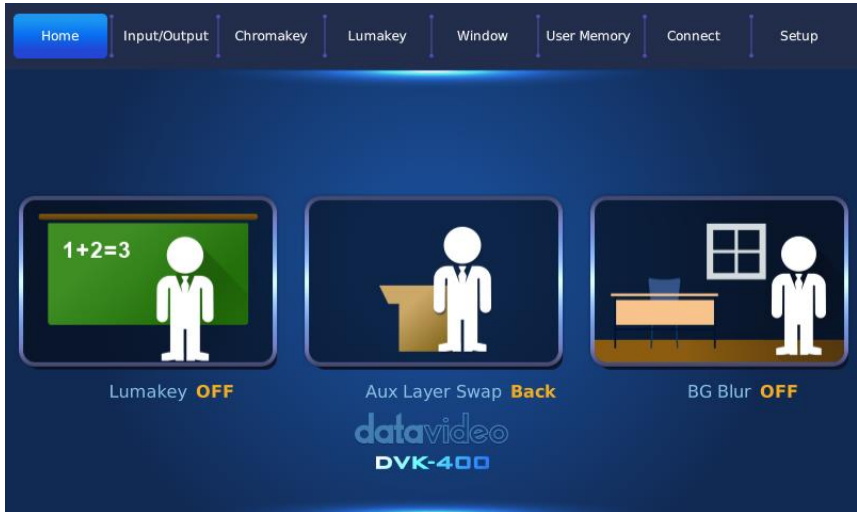 Home Input/Output Chromakey Lumakey Window User Memory Connect Setup
1+2=3
Lumakey OFF Aux Layer Swap Back BG Blur OFF
datavideo
DVK-400